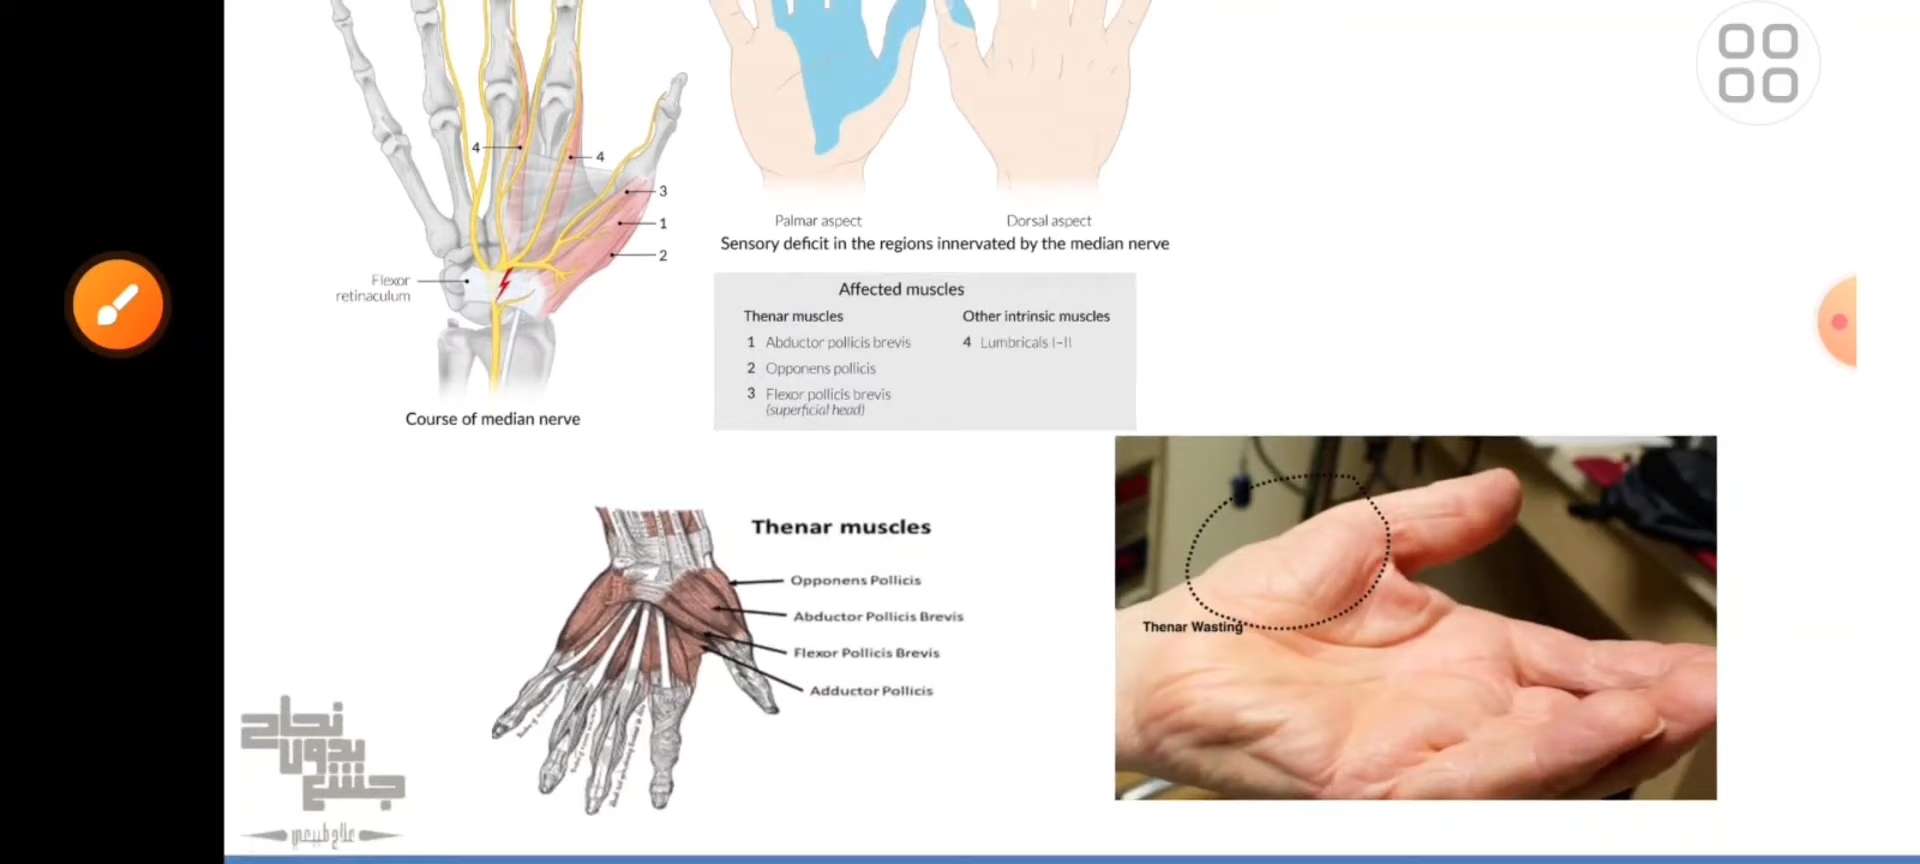 4
4
3
1
2
Flexor
retinaculum
Course of median nerve
Palmar aspect
Dorsal aspect
Sensory deficit in the regions innervated by the median nerve
Affected muscles
Thenar muscles
1 Abductor pollicis brevis
2 Opponens pollicis
3 Flexor pollicis brevis
(superficial head)
Other intrinsic muscles
4 Lumbricals I–II
Thenar muscles
Opponens Pollicis
Abductor Pollicis Brevis
Flexor Pollicis Brevis
Adductor Pollicis
Thenar Wasting
نجاح
بدون
جشع
علاج طبيعي